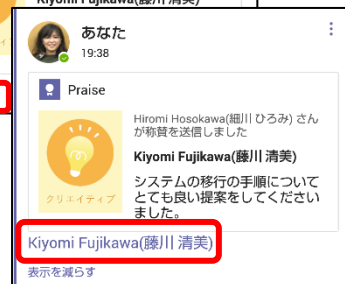 Kiyomi Fujikawa(藤川 清美)
あなた
19:38
Praise
Hiromi Hosokawa(細川 ひろみ) さん
が称賛を送信しました
Kiyomi Fujikawa(藤川 清美)
システムの移行の手順について
とても良い提案をしてください
ました。
クリエイティブ
Kiyomi Fujikawa(藤川 清美)
表示を減らす